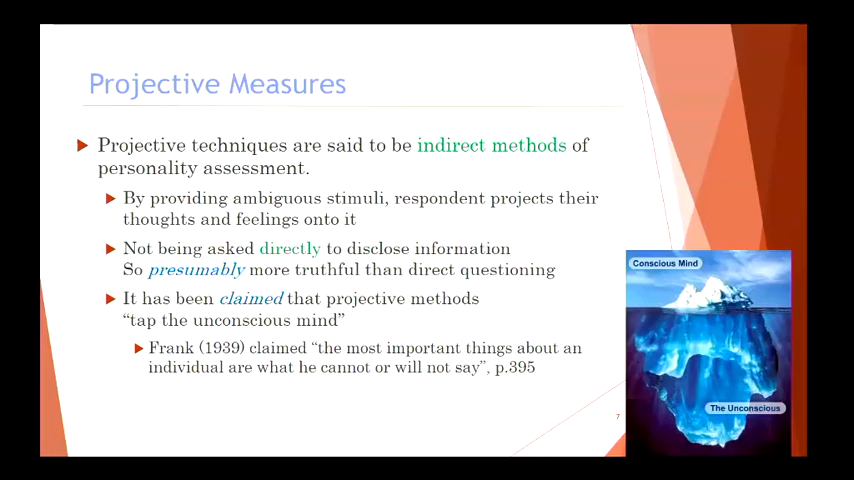 Projective Measures
Projective techniques are said to be indirect methods of
personality assessment.
By providing ambiguous stimuli, respondent projects their
thoughts and feelings onto it
Not being asked directly to disclose information
So presumably more truthful than direct questioning
It has been claimed that projective methods
“tap the unconscious mind”
Frank (1939) claimed “the most important things about an
individual are what he cannot or will not say”, p.395
Conscious Mind
The Unconscious
7